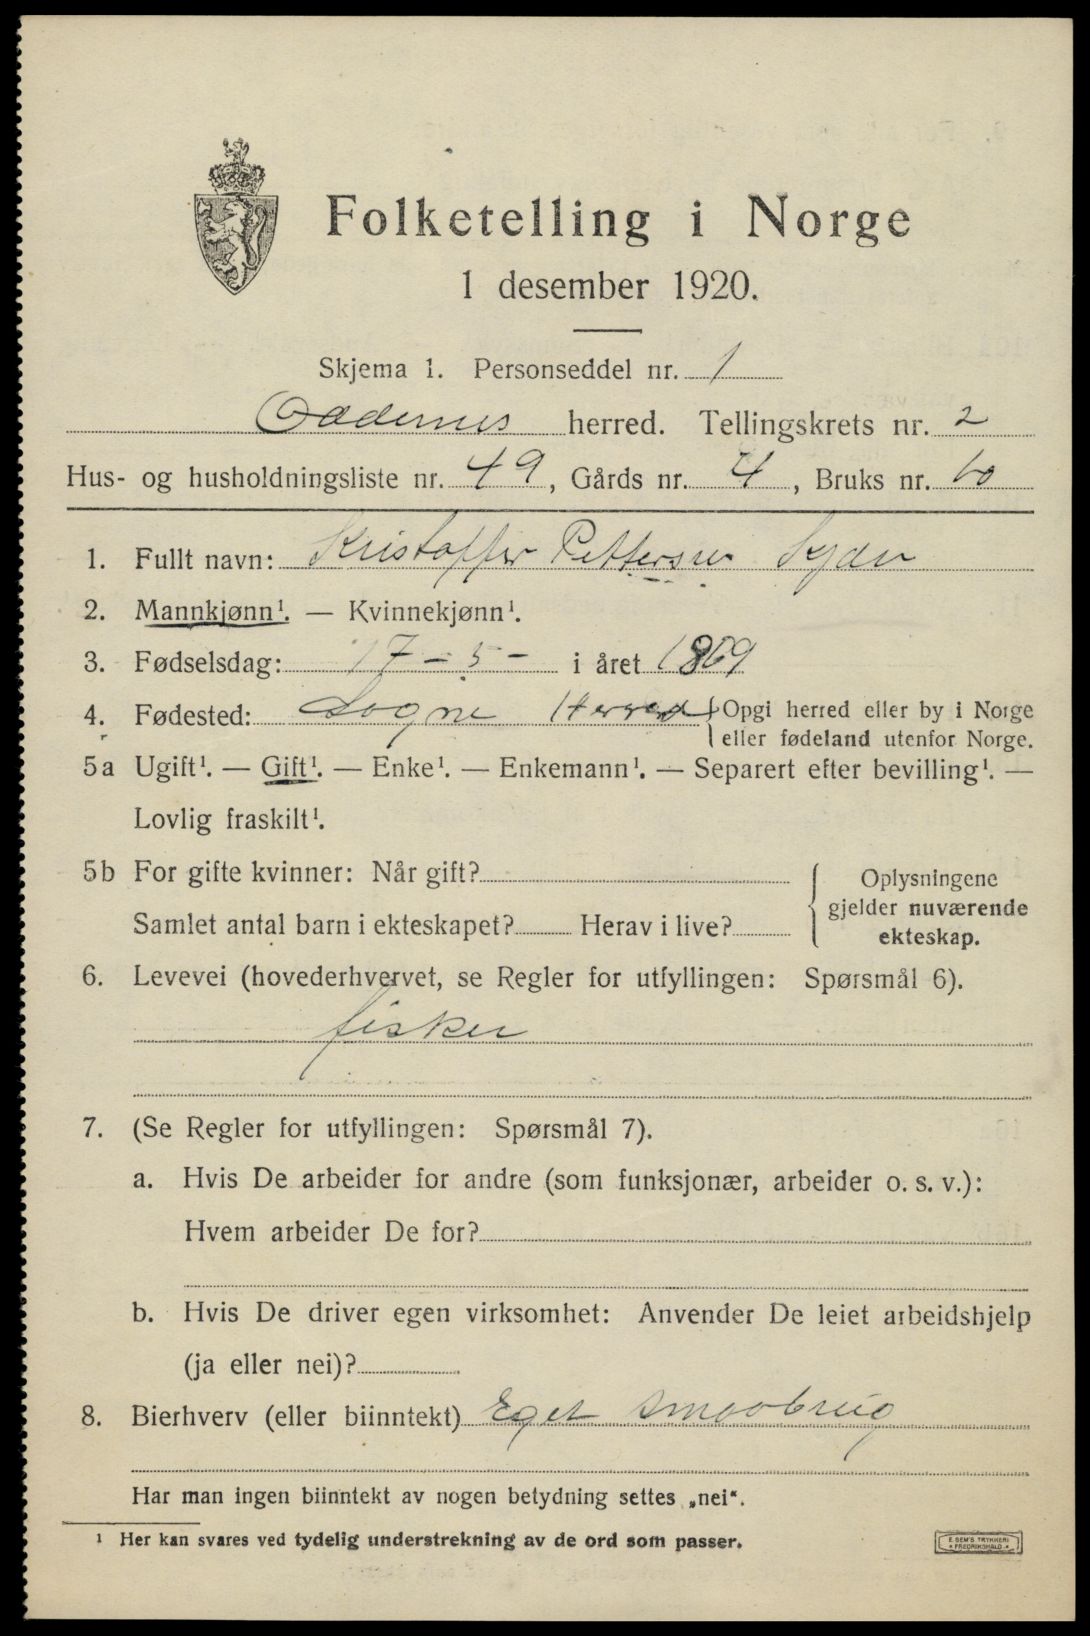 Folketelling i Norge
1 desember 1920.
Skjema 1. Personseddel nr. 1
Oddernes herred. Tellingskrets nr. 2
Hus- og husholdningsliste nr. 49, Gårds nr. 4, Bruks nr. 60
1. Fullt navn: Kristoffer Pettersen
2. Mannkjønn¹. — Kvinnekjønn¹.
3. Fødselsdag: 17 – 5 – i året 1869
4. Fødested: Sogne Herred { Opgi herred eller by i Norge
eller fødeland utenfor Norge.
5a Ugift¹. — Gift¹. — Enke¹. — Enkemann¹. — Separert efter bevilling¹. —
Lovlig fraskilt¹.
5b For gifte kvinner: Når gift?
Samlet antal barn i ekteskapet? Herav i live?
{ Oplysningene
gjelder nuværende
ekteskap.
6. Levevei (hovederhvervet, se Regler for utfyllingen: Spørsmål 6).
fisker
7. (Se Regler for utfyllingen: Spørsmål 7).
a. Hvis De arbeider for andre (som funksjonær, arbeider o. s. v.):
Hvem arbeider De for?
b. Hvis De driver egen virksomhet: Anvender De leiet arbeidshjelp
(ja eller nei)?
8. Bierhverv (eller biinntekt) Eget smaabrug
Har man ingen biinntekt av nogen betydning settes „nei“.
¹ Her kan svares ved tydelig understrekning av de ord som passer.
E. SEM'S TRYKKERI
FREDRIKSHALD